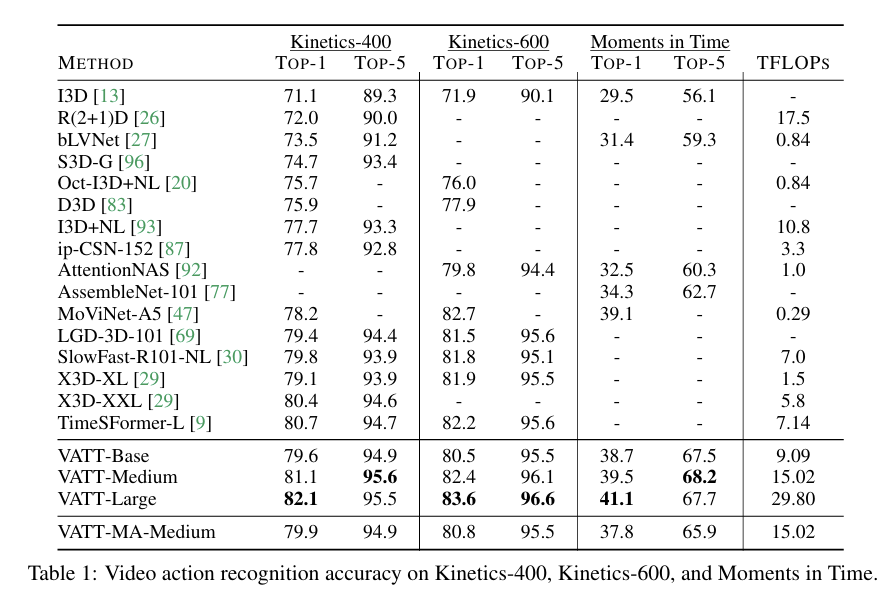 Kinetics-400 Kinetics-600 Moments in Time
METHOD TOP-1 TOP-5 TOP-1 TOP-5 TOP-1 TOP-5 TFLOPS
I3D [13] 71.1 89.3 71.9 90.1 29.5 56.1 -
R(2+1)D [26] 72.0 90.0 - - - - 17.5
bLVNet [27] 73.5 91.2 - - 31.4 59.3 0.84
S3D-G [96] 74.7 93.4 - - - - -
Oct-I3D+NL [20] 75.7 - 76.0 - - - 0.84
D3D [83] 75.9 - 77.9 - - - -
I3D+NL [93] 77.7 93.3 - - - - 10.8
ip-CSN-152 [87] 77.8 92.8 - - - - 3.3
AttentionNAS [92] - - 79.8 94.4 32.5 60.3 1.0
AssembleNet-101 [77] - - - - 34.3 62.7 -
MoViNet-A5 [47] 78.2 - 82.7 - 39.1 - 0.29
LGD-3D-101 [69] 79.4 94.4 81.5 95.6 - - -
SlowFast-R101-NL [30] 79.8 93.9 81.8 95.1 - - 7.0
X3D-XL [29] 79.1 93.9 81.9 95.5 - - 1.5
X3D-XXL [29] 80.4 94.6 - - - - 5.8
TimeSFormer-L [9] 80.7 94.7 82.2 95.6 - - 7.14
VATT-Base 79.6 94.9 80.5 95.5 38.7 67.5 9.09
VATT-Medium 81.1 95.6 82.4 96.1 39.5 68.2 15.02
VATT-Large 82.1 95.5 83.6 96.6 41.1 67.7 29.80
VATT-MA-Medium 79.9 94.9 80.8 95.5 37.8 65.9 15.02
Table 1: Video action recognition accuracy on Kinetics-400, Kinetics-600, and Moments in Time.